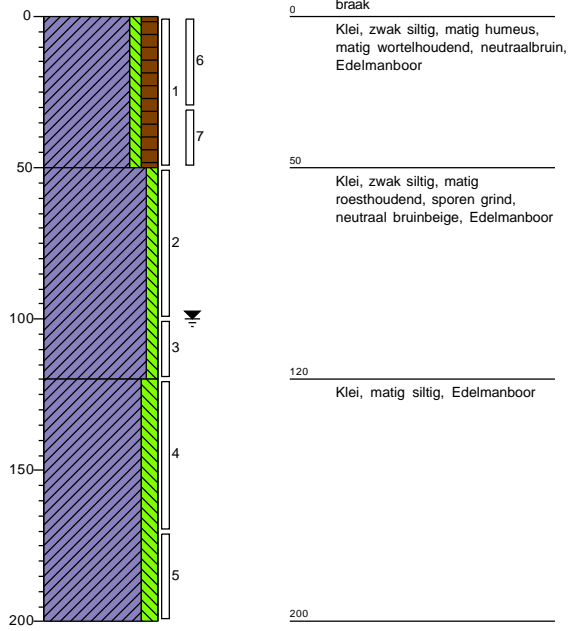 braak
0
0
Klei, zwak siltig, matig humeus,
matig wortelhoudend, neutraalbruin,
Edelmanboor
6
1
7
50
50
Klei, zwak siltig, matig
roesthoudend, sporen grind,
neutraal bruinbeige, Edelmanboor
2
100
3
120
Klei, matig siltig, Edelmanboor
4
150
5
200
200